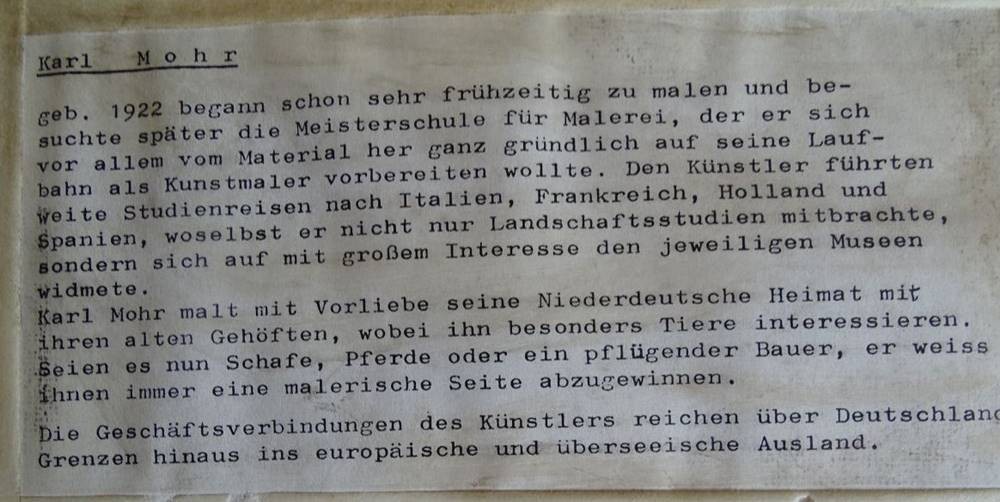 Karl M o h r
geb. 1922 begann schon sehr frühzeitig zu malen und be-
suchte später die Meisterschule für Malerei, der er sich
vor allem vom Material her ganz gründlich auf seine Lauf-
bahn als Kunstmaler vorbereiten wollte. Den Künstler führten
weite Studienreisen nach Italien, Frankreich, Holland und
Spanien, woselbst er nicht nur Landschaftsstudien mitbrachte,
sondern sich auf mit großem Interesse den jeweiligen Museen
widmete.
Karl Mohr malt mit Vorliebe seine Niederdeutsche Heimat mit
ihren alten Gehöften, wobei ihn besonders Tiere interessieren.
Seien es nun Schafe, Pferde oder ein pflügender Bauer, er weiss
ihnen immer eine malerische Seite abzugewinnen.
Die Geschäftsverbindungen des Künstlers reichen über Deutschland
Grenzen hinaus ins europäische und überseeische Ausland.